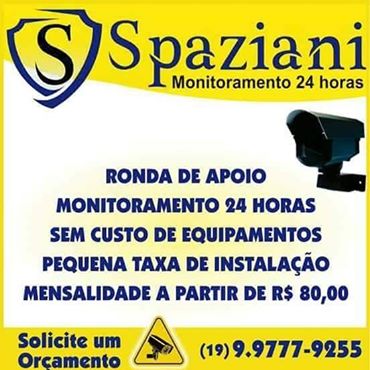 S Spaziani
Monitoramento 24 horas
RONDA DE APOIO
MONITORAMENTO 24 HORAS
SEM CUSTO DE EQUIPAMENTOS
PEQUENA TAXA DE INSTALAÇÃO
MENSALIDADE A PARTIR DE R$ 80,00
Solicite um
Orçamento
(19) 9.9777-9255